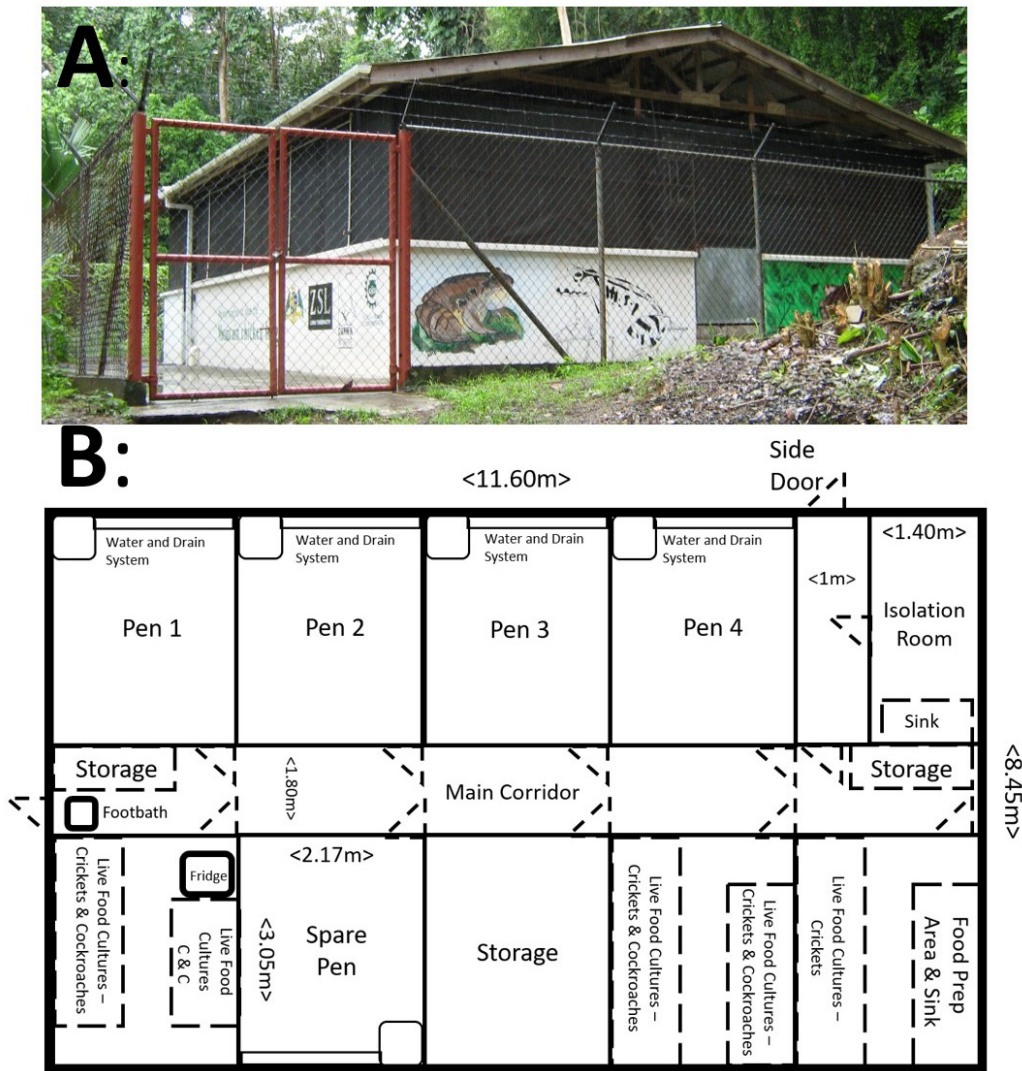 A:
ZSL
B:
<11.60m>
Side
Door
Water and Drain
System
Water and Drain
System
Water and Drain
System
Water and Drain
System
<1.40m>
<1m>
Pen 1
Pen 2
Pen 3
Pen 4
Isolation
Room
Sink
Storage
<1.80m>
Main Corridor
Storage
<8.45m>
Footbath
Live Food Cultures –
Crickets & Cockroaches
Fridge
Live Food
Cultures
C & C
<2.17m>
<3.05m>
Spare
Pen
Storage
Live Food Cultures –
Crickets & Cockroaches
Live Food Cultures –
Crickets & Cockroaches
Live Food Cultures –
Crickets
Food Prep
Area & Sink